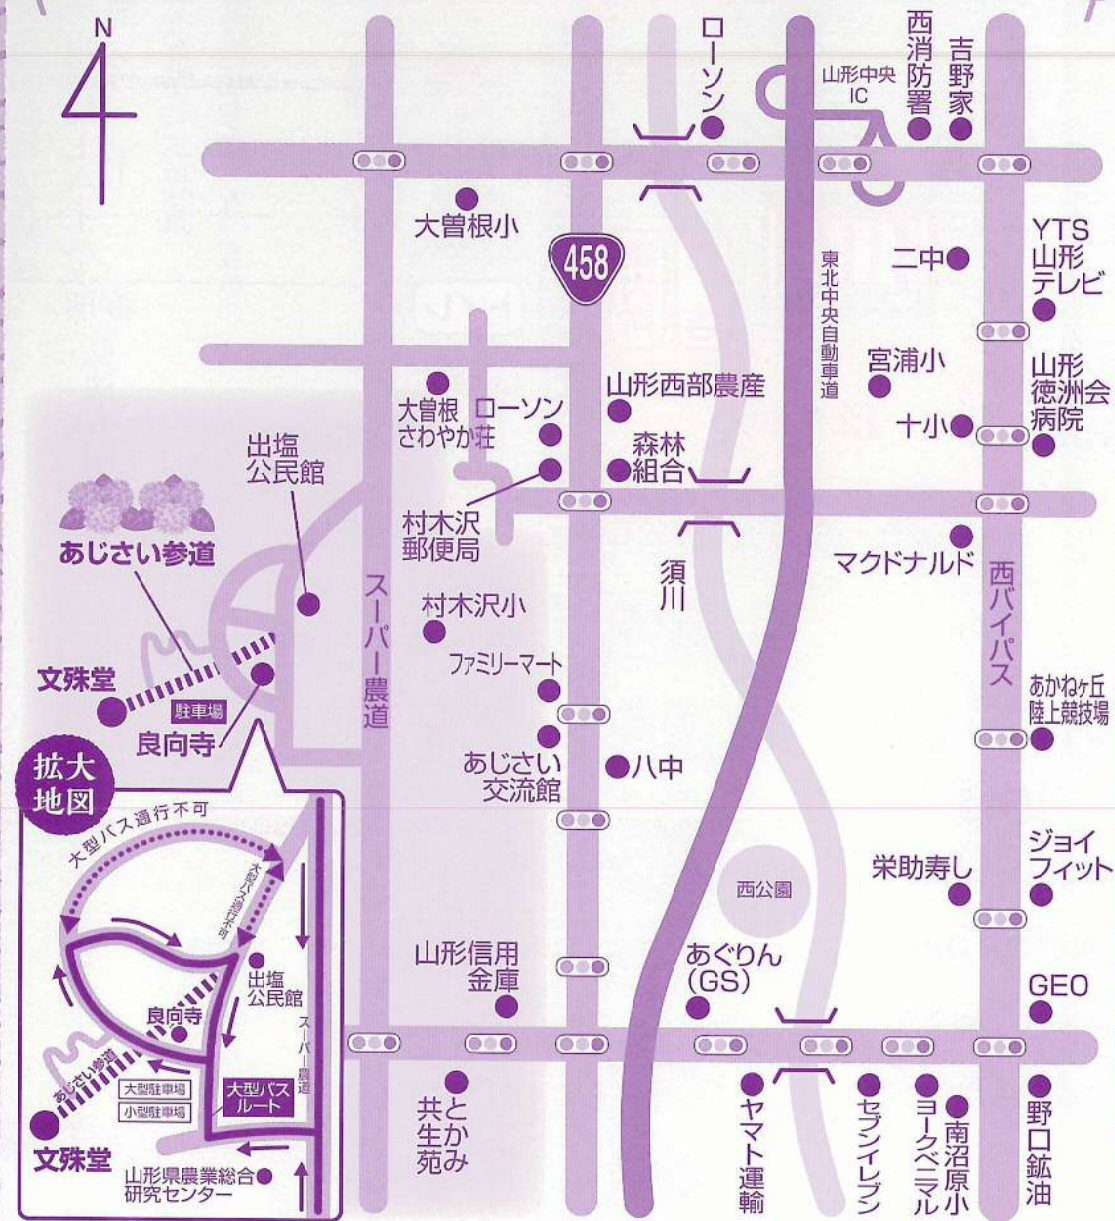 N
ローソン
山形中央
IC
西消防署
吉野家
大曽根小
458
二中
YTS
山形
テレビ
東北中央自動車道
宮浦小
山形
徳洲会
病院
十小
大曽根
さわやか荘
ローソン
山形西部農産
森林
組合
村木沢
郵便局
出塩
公民館
あじさい参道
スーパー農道
村木沢小
須川
マクドナルド
西バイパス
文殊堂
駐車場
良向寺
ファミリーマート
あじさい
交流館
八中
あかねヶ丘
陸上競技場
拡大
地図
大型バス通行不可
大型バス通行不可
出塩
公民館
良向寺
スーパー農道
あじさい参道
大型駐車場
小型駐車場
大型バス
ルート
文殊堂
山形県農業総合
研究センター
西公園
栄助寿し
ジョイ
フィット
山形信用
金庫
あぐりん
(GS)
GEO
とかみ
共生苑
ヤマト運輸
セブンイレブン
ヨークベニマル
南沼原小
野口鉱油